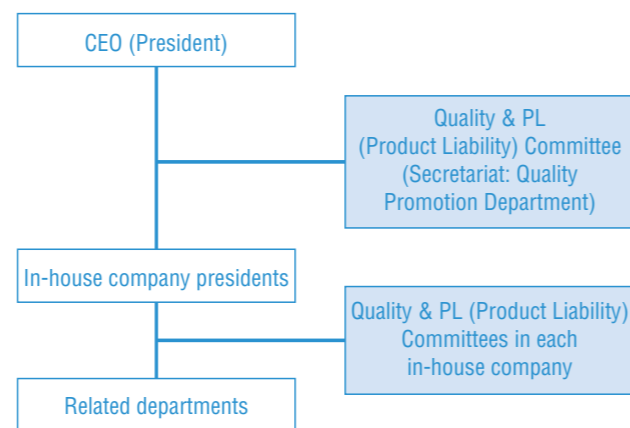 CEO (President)
Quality & PL
(Product Liability) Committee
(Secretariat: Quality
Promotion Department)
In-house company presidents
Quality & PL (Product Liability)
Committees in each
in-house company
Related departments